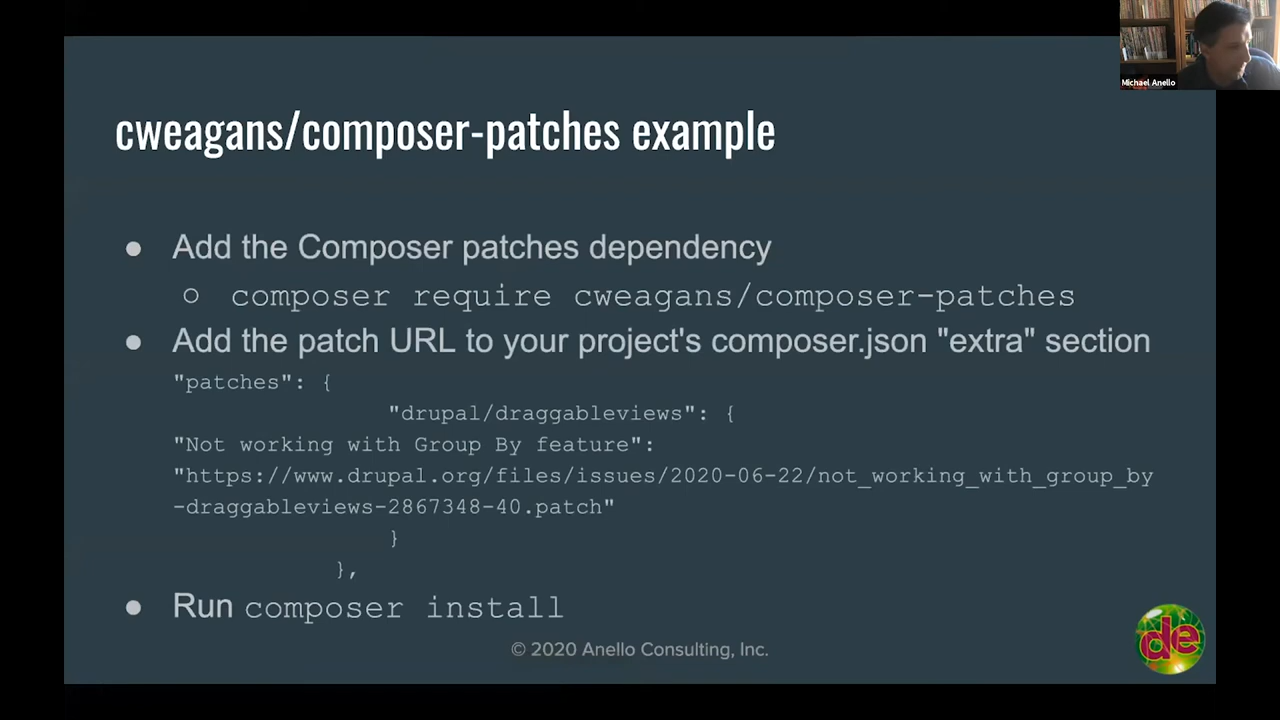 Michael Anello
cweagans/composer-patches example
● Add the Composer patches dependency
○ composer require cweagans/composer-patches
● Add the patch URL to your project's composer.json "extra" section
"patches": {
"drupal/draggableviews": {
"Not working with Group By feature":
"https://www.drupal.org/files/issues/2020-06-22/not_working_with_group_by
-draggableviews-2867348-40.patch"
}
},
● Run composer install
© 2020 Anello Consulting, Inc.
de